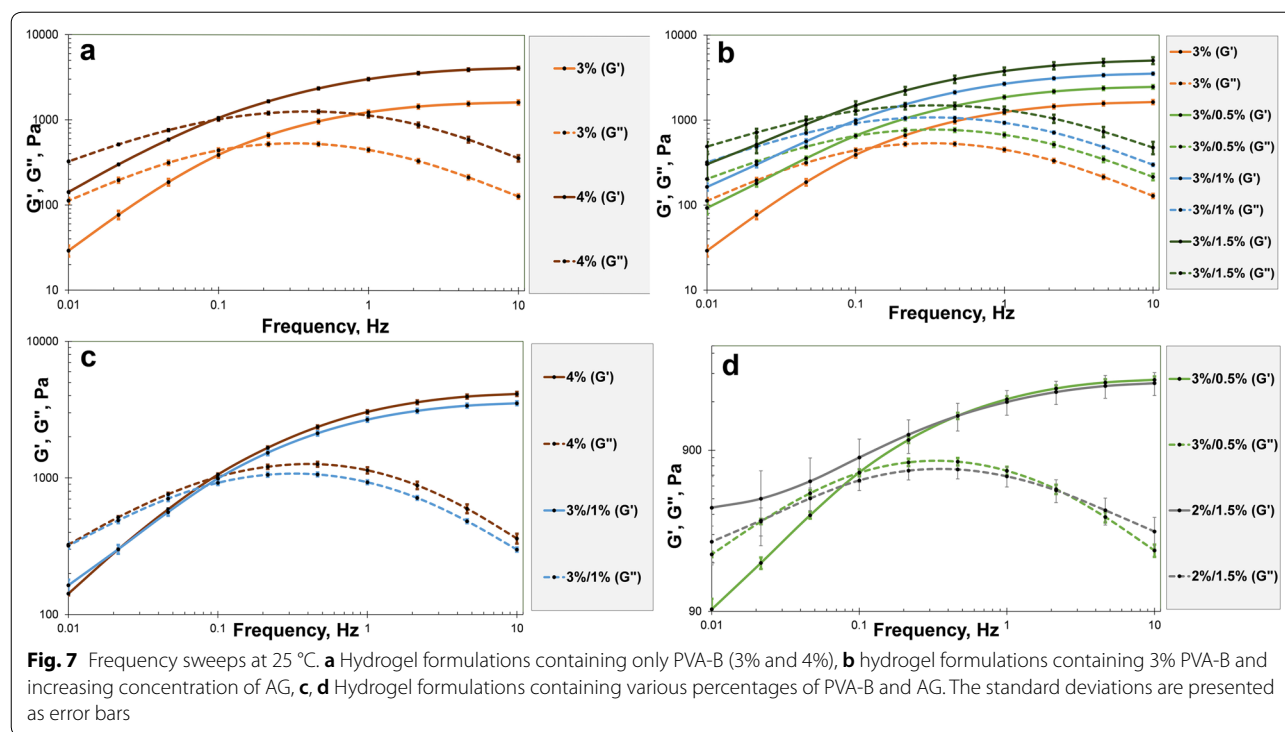 a
10000
1000
100
10
G', G", Pa
0.01
0.1
1
10
Frequency, Hz
3% (G')
3% (G")
4% (G')
4% (G")
b
10000
1000
100
10
G', G", Pa
0.01
0.1
1
10
Frequency, Hz
3% (G')
3% (G")
3%/0.5% (G')
3%/0.5% (G")
3%/1% (G')
3%/1% (G")
3%/1.5% (G')
3%/1.5% (G")
c
10000
1000
100
G', G", Pa
0.01
0.1
1
10
Frequency, Hz
4% (G')
4% (G")
3%/1% (G')
3%/1% (G")
d
900
90
G', G", Pa
0.01
0.1
1
10
Frequency, Hz
3%/0.5% (G')
3%/0.5% (G")
2%/1.5% (G')
2%/1.5% (G")
Fig. 7 Frequency sweeps at 25 °C. a Hydrogel formulations containing only PVA-B (3% and 4%), b hydrogel formulations containing 3% PVA-B and
increasing concentration of AG, c, d Hydrogel formulations containing various percentages of PVA-B and AG. The standard deviations are presented
as error bars